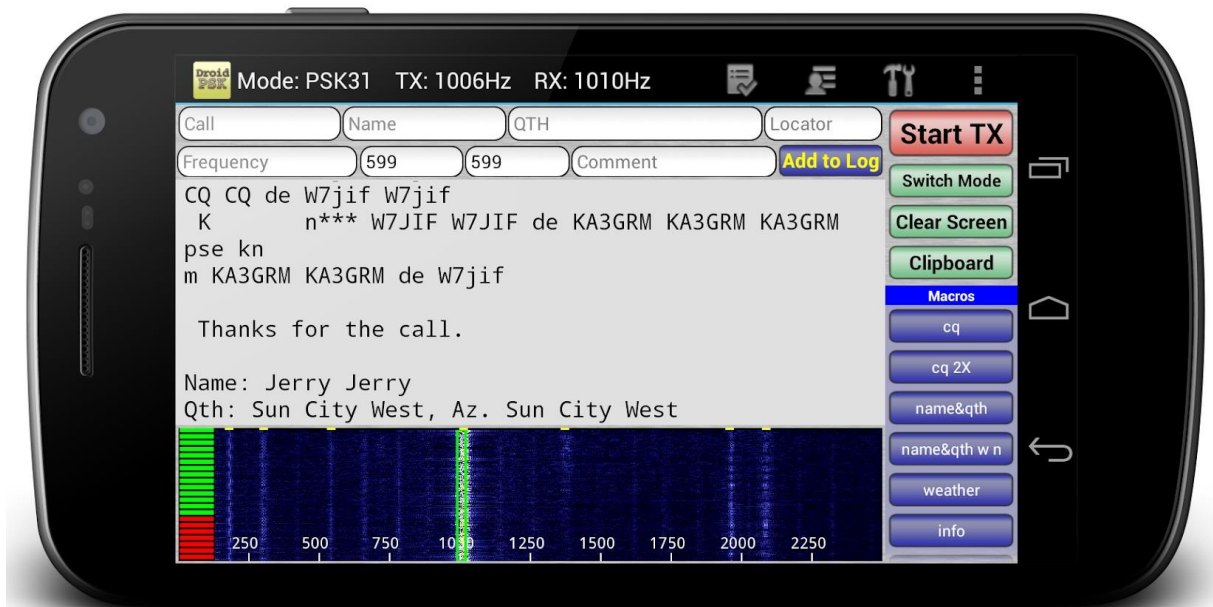 Droid PSK Mode: PSK31 TX: 1006Hz RX: 1010Hz
Call Name QTH Locator Start TX
Frequency 599 599 Comment Add to Log
Switch Mode
CQ CQ de W7jif W7jif
K n*** W7JIF W7JIF de KA3GRM KA3GRM KA3GRM
Clear Screen
pse kn
m KA3GRM KA3GRM de W7jif
Clipboard
Macros
Thanks for the call.
cq
cq 2X
Name: Jerry Jerry
Qth: Sun City West, Az. Sun City West
name&qth
name&qth w n
weather
info
250 500 750 1000 1250 1500 1750 2000 2250